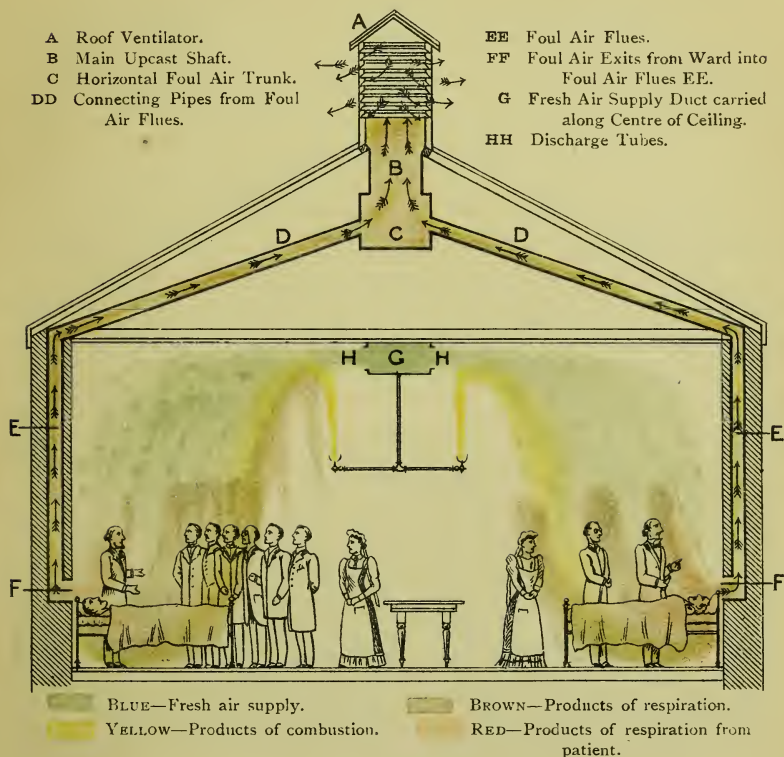 A Roof Ventilator.
B Main Upcast Shaft.
C Horizontal Foul Air Trunk.
DD Connecting Pipes from Foul
Air Flues.
EE Foul Air Flues.
FF Foul Air Exits from Ward into
Foul Air Flues EE.
G Fresh Air Supply Duct carried
along Centre of Ceiling.
HH Discharge Tubes.
A
B
D
C
D
H G H
E
E
F
F
BLUE—Fresh air supply.
YELLOW—Products of combustion.
BROWN—Products of respiration.
RED—Products of respiration from
patient.